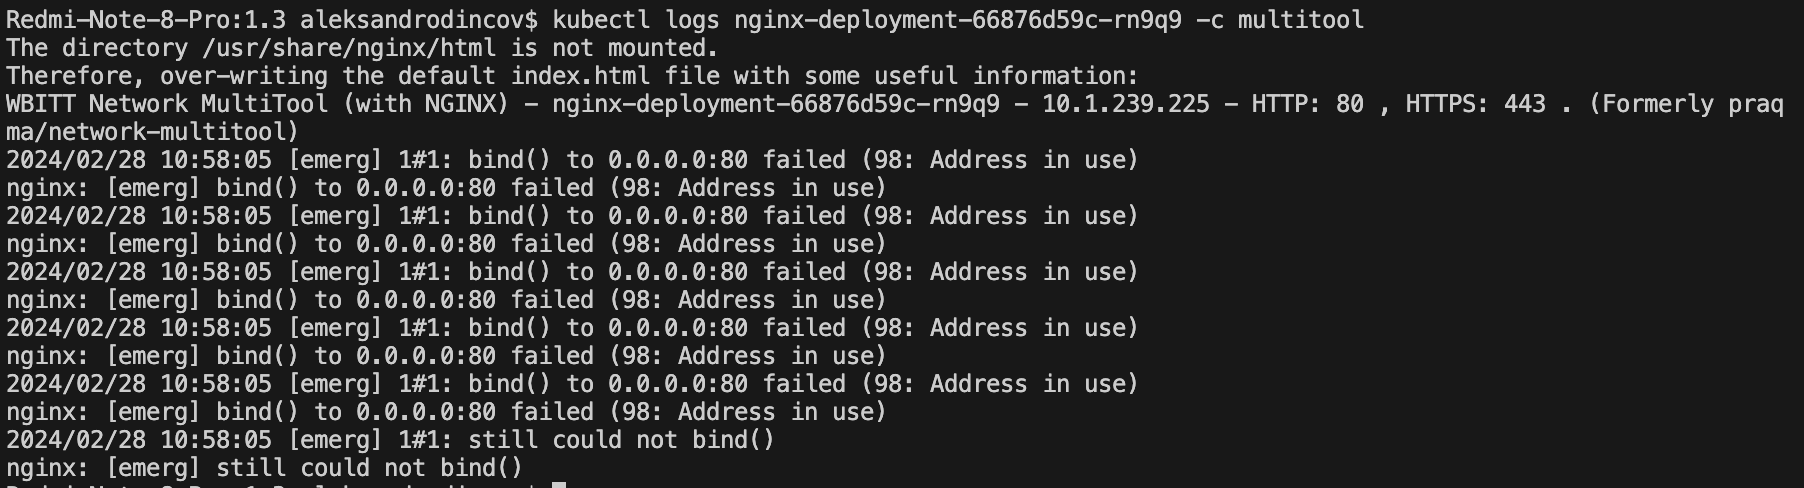 Redmi-Note-8-Pro:1.3 aleksandrodincov$ kubectl logs nginx-deployment-66876d59c-rn9q9 -c multitool
The directory /usr/share/nginx/html is not mounted.
Therefore, over-writing the default index.html file with some useful information:
WBITT Network MultiTool (with NGINX) - nginx-deployment-66876d59c-rn9q9 - 10.1.239.225 - HTTP: 80 , HTTPS: 443 . (Formerly praq
ma/network-multitool)
2024/02/28 10:58:05 [emerg] 1#1: bind() to 0.0.0.0:80 failed (98: Address in use)
nginx: [emerg] bind() to 0.0.0.0:80 failed (98: Address in use)
2024/02/28 10:58:05 [emerg] 1#1: bind() to 0.0.0.0:80 failed (98: Address in use)
nginx: [emerg] bind() to 0.0.0.0:80 failed (98: Address in use)
2024/02/28 10:58:05 [emerg] 1#1: bind() to 0.0.0.0:80 failed (98: Address in use)
nginx: [emerg] bind() to 0.0.0.0:80 failed (98: Address in use)
2024/02/28 10:58:05 [emerg] 1#1: bind() to 0.0.0.0:80 failed (98: Address in use)
nginx: [emerg] bind() to 0.0.0.0:80 failed (98: Address in use)
2024/02/28 10:58:05 [emerg] 1#1: bind() to 0.0.0.0:80 failed (98: Address in use)
nginx: [emerg] bind() to 0.0.0.0:80 failed (98: Address in use)
2024/02/28 10:58:05 [emerg] 1#1: still could not bind()
nginx: [emerg] still could not bind()